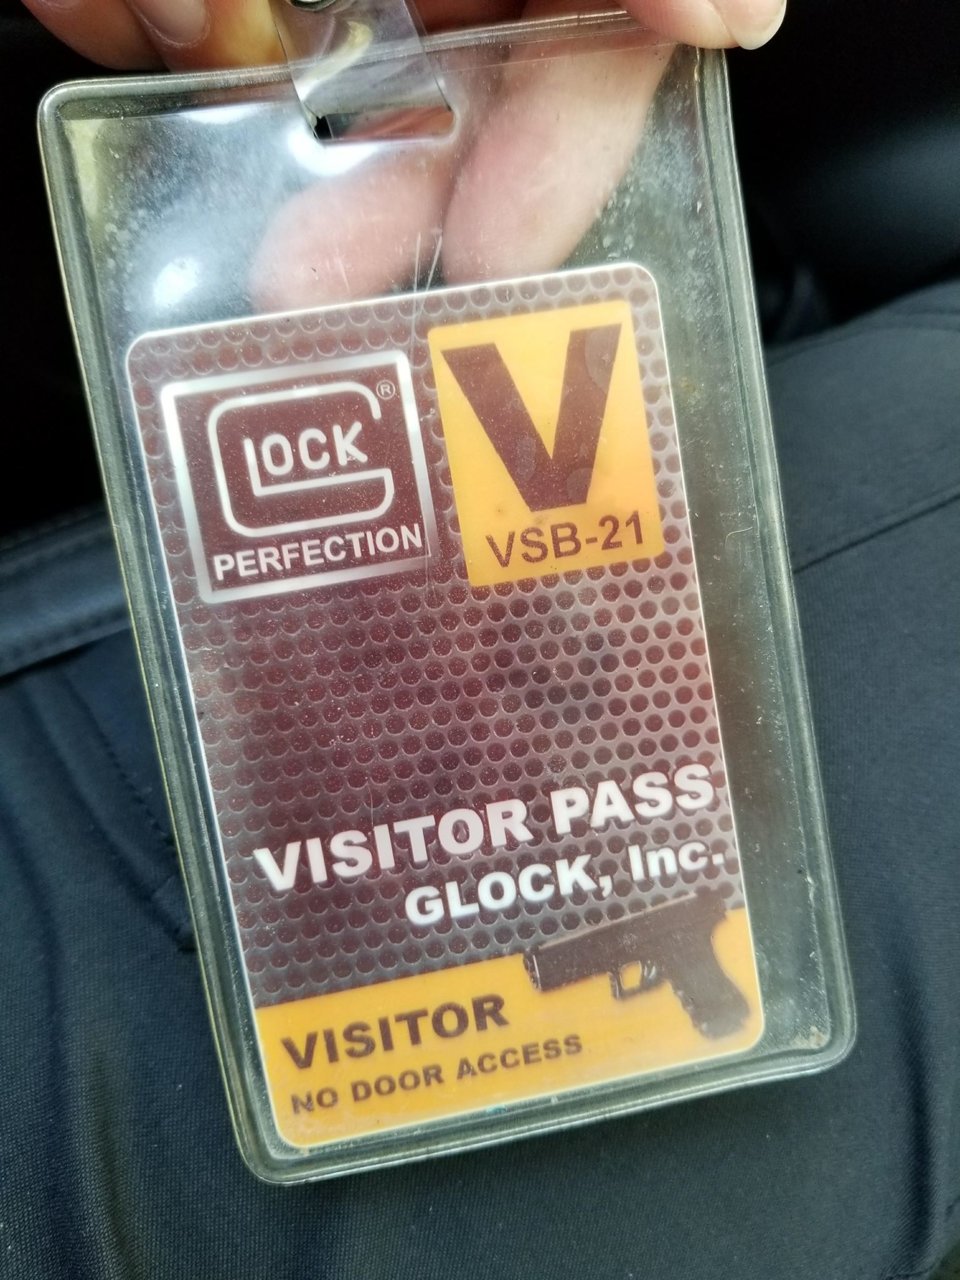 GLOCK ®
PERFECTION
V
VSB-21
VISITOR PASS
GLOCK, Inc.
VISITOR
NO DOOR ACCESS